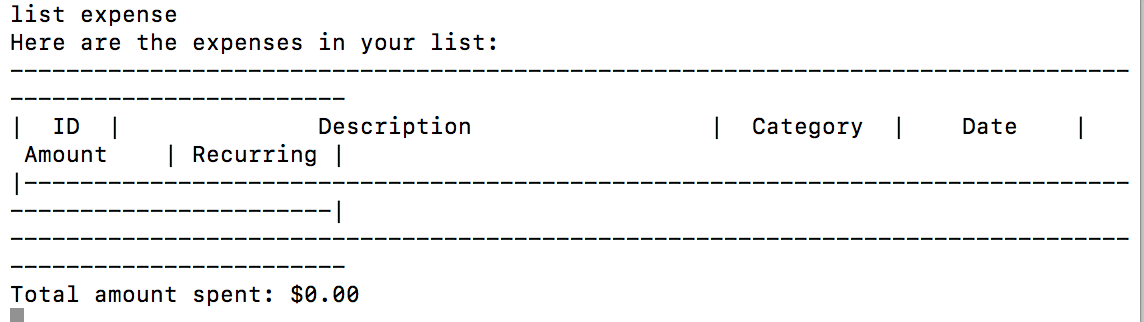 list expense
Here are the expenses in your list:
--------------------------------------------------------------------------------
------------------------
|  ID  |              Description                 |  Category  |    Date    |
 Amount    | Recurring |
|-------------------------------------------------------------------------------
-----------------------|
--------------------------------------------------------------------------------
------------------------
Total amount spent: $0.00